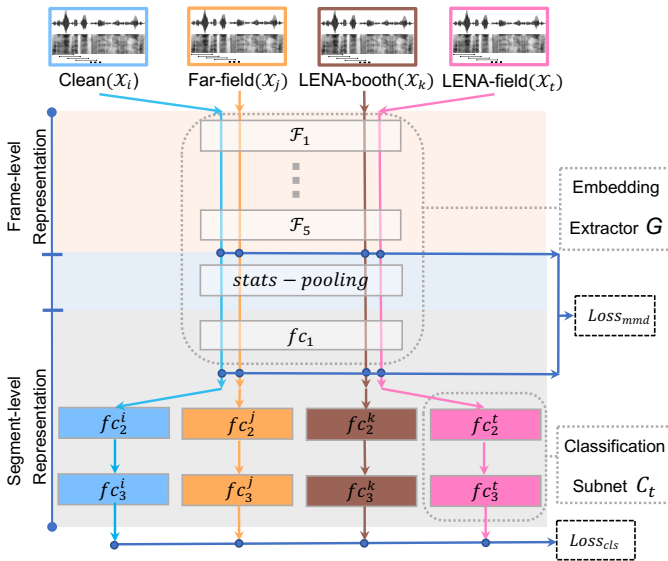 Clean(𝒳ᵢ) Far-field(𝒳ⱼ) LENA-booth(𝒳ₖ) LENA-field(𝒳ₜ)
Frame-level
Representation
ℱ₁
ℱ₅
Embedding
Extractor G
stats − pooling
Loss_mmd
fc₁
Segment-level
Representation
fc₂ⁱ fc₂ʲ fc₂ᵏ fc₂ᵗ
fc₃ⁱ fc₃ʲ fc₃ᵏ fc₃ᵗ
Classification
Subnet Cₜ
Loss_cls